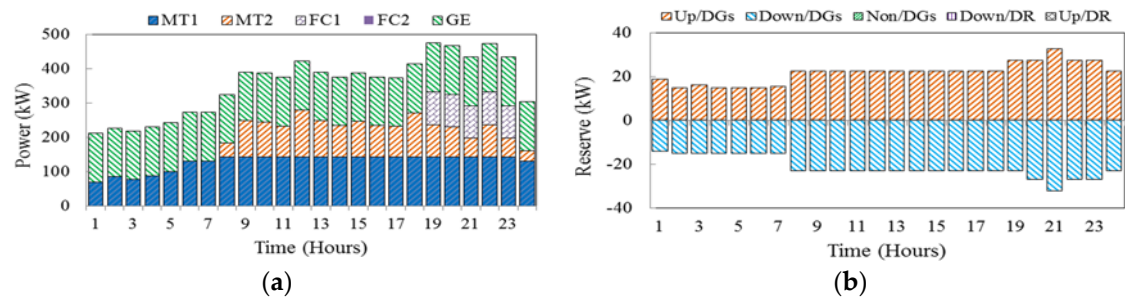 MT1 MT2 FC1 FC2 GE
500
400
300
200
100
0
Power (kW)
1 3 5 7 9 11 13 15 17 19 21 23
Time (Hours)
(a)
Up/DGs Down/DGs Non/DGs Down/DR Up/DR
40
20
0
-20
-40
Reserve (kW)
1 3 5 7 9 11 13 15 17 19 21 23
Time (Hours)
(b)